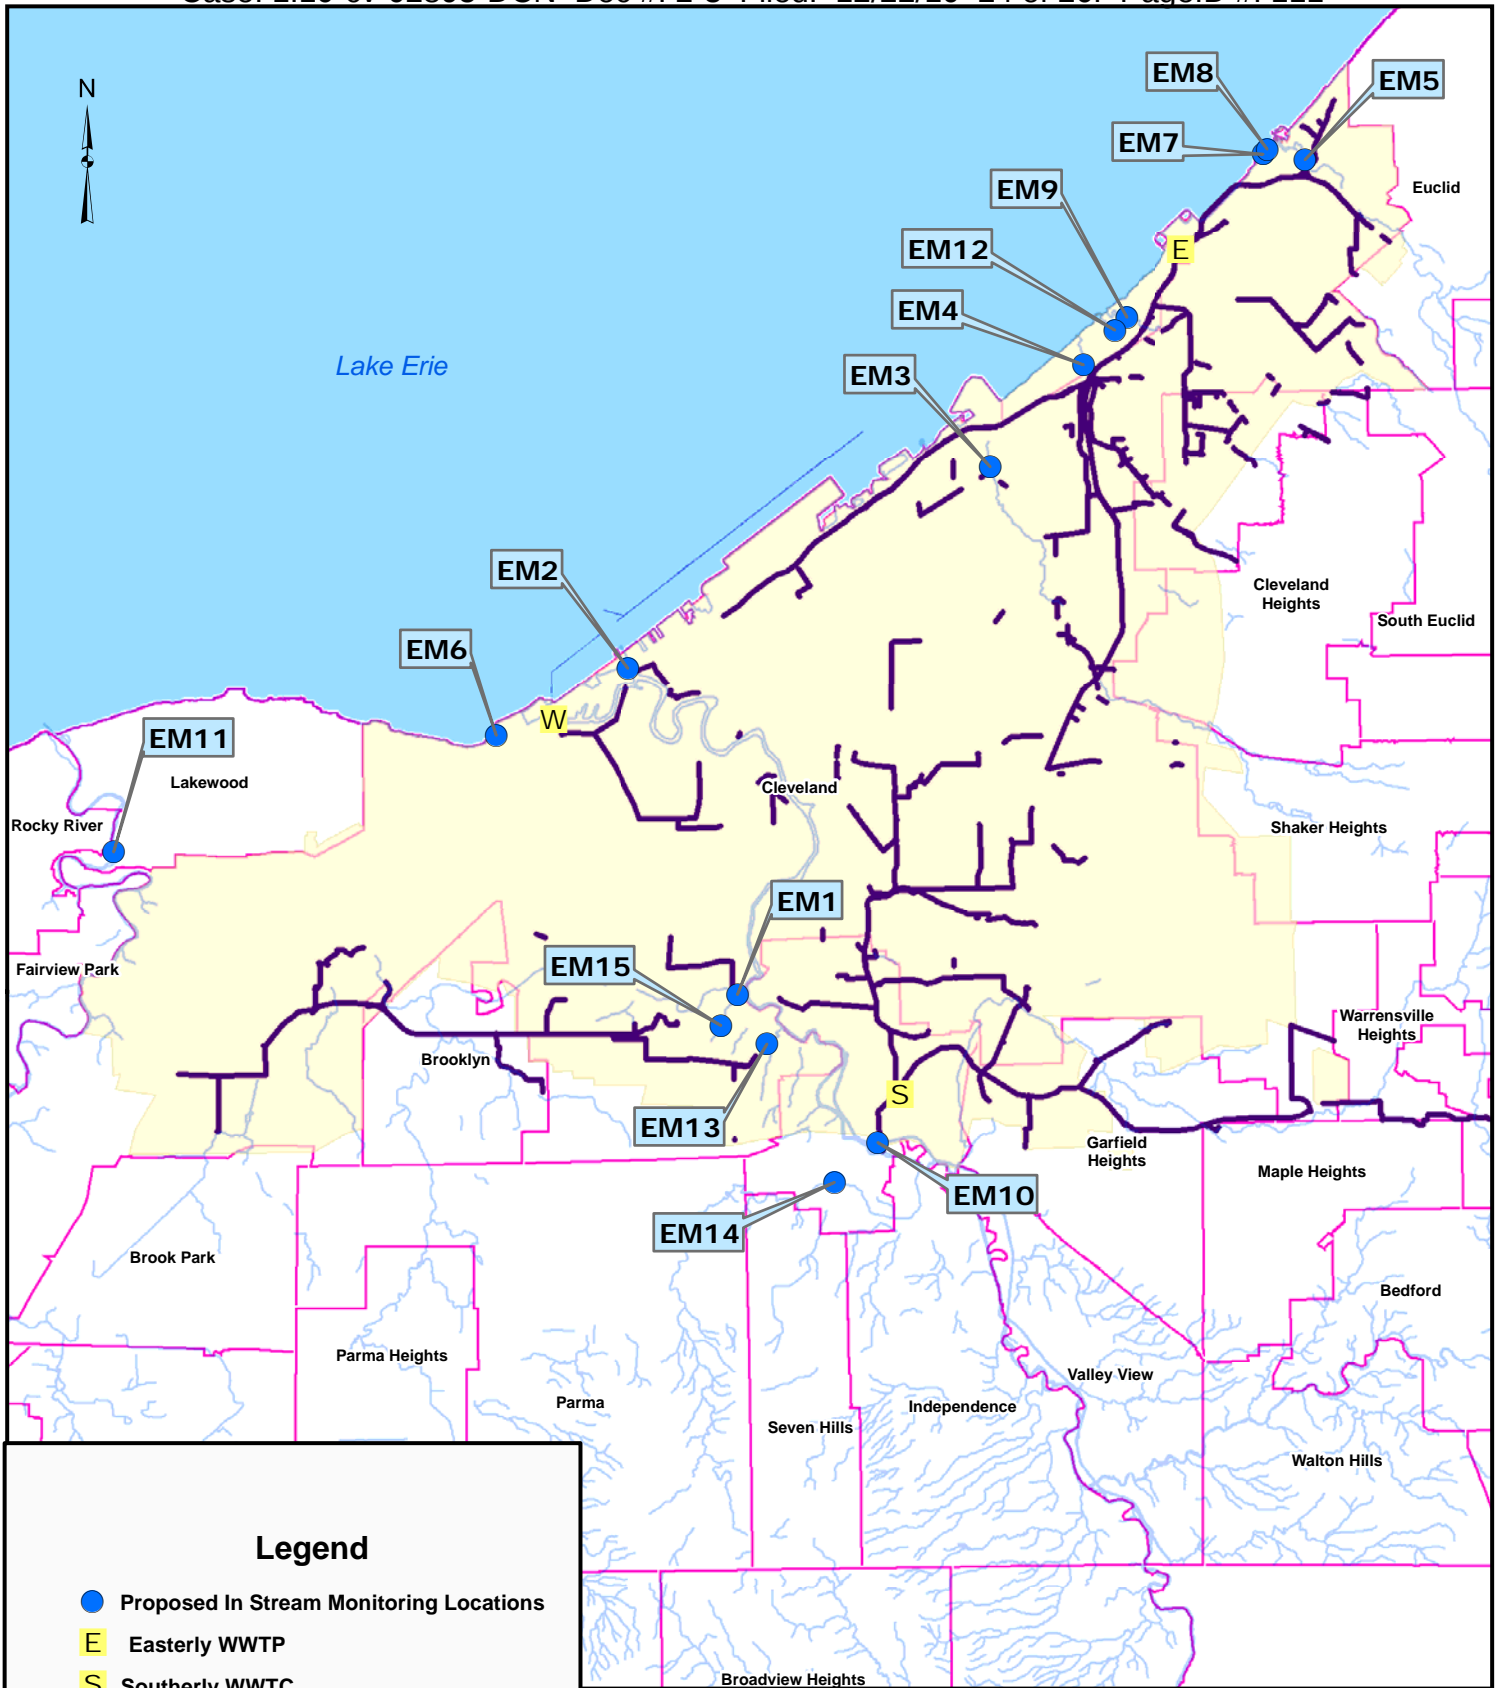 N
EM8
EM5
EM7
EM9
Euclid
EM12
E
EM4
Lake Erie
EM3
EM2
Cleveland
Heights
South Euclid
EM6
W
EM11
Lakewood
Cleveland
Rocky River
Shaker Heights
EM1
EM15
Fairview Park
Warrensville
Heights
Brooklyn
S
EM13
Garfield
Heights
Maple Heights
EM10
EM14
Brook Park
Bedford
Parma Heights
Valley View
Parma
Independence
Seven Hills
Walton Hills
Legend
Proposed In Stream Monitoring Locations
E Easterly WWTP
S Southerly WWTC
Broadview Heights